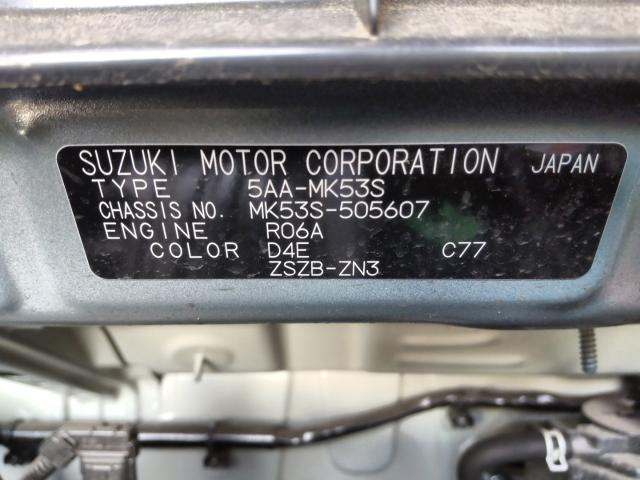 SUZUKI MOTOR CORPORATION JAPAN
TYPE 5AA-MK53S
CHASSIS NO. MK53S-505607
ENGINE R06A
COLOR D4E C77
ZSZB-ZN3